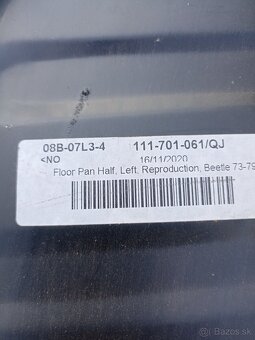 08B-07L3-4 111-701-061/QJ
<NO 16/11/2020
Floor Pan Half, Left. Reproduction, Beetle 73-79
© bazos.sk